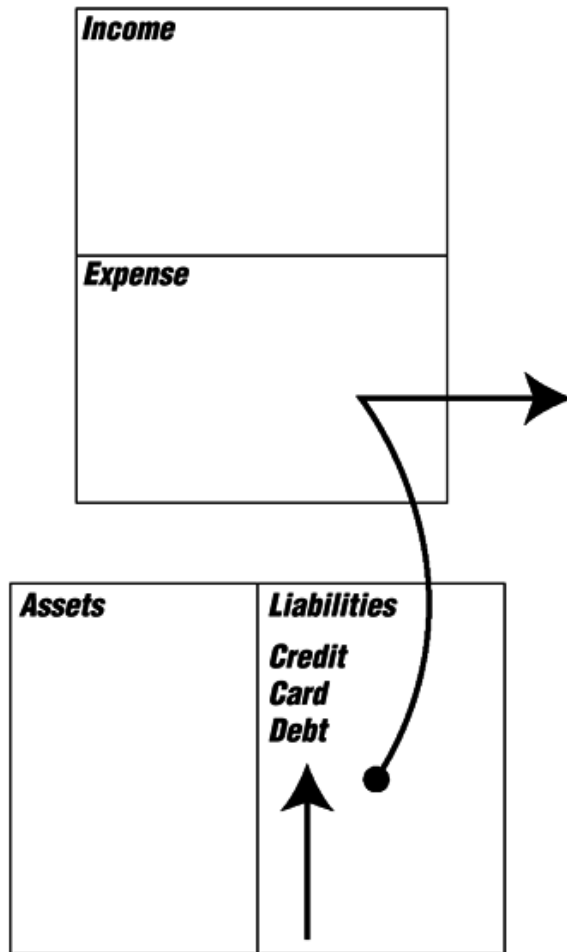 Income
Expense
Assets
Liabilities
Credit
Card
Debt